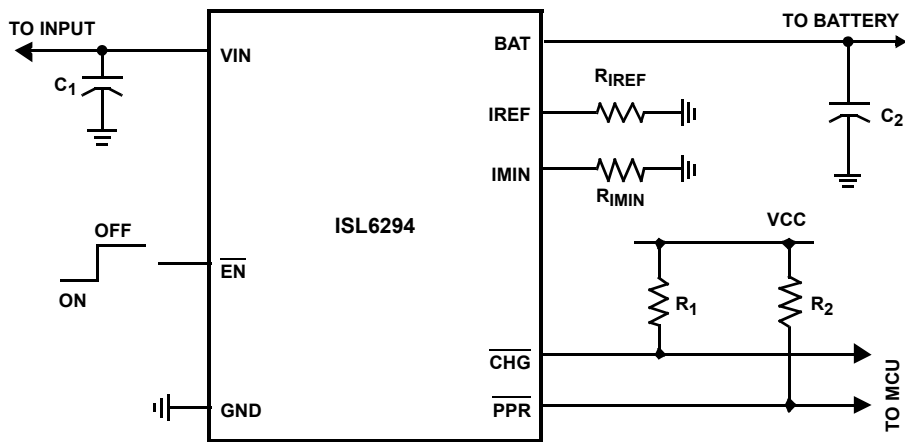 TO INPUT
TO BATTERY
VIN
BAT
C1
RIREF
IREF
C2
IMIN
RIMIN
ISL6294
VCC
OFF
EN
ON
R1
R2
CHG
GND
PPR
TO MCU